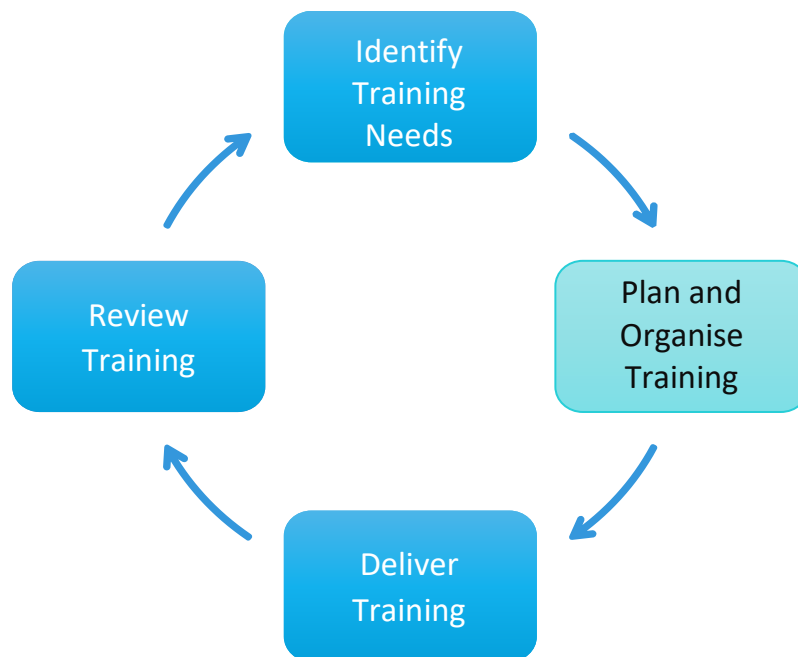 Identify
Training
Needs
Plan and
Organise
Training
Deliver
Training
Review
Training